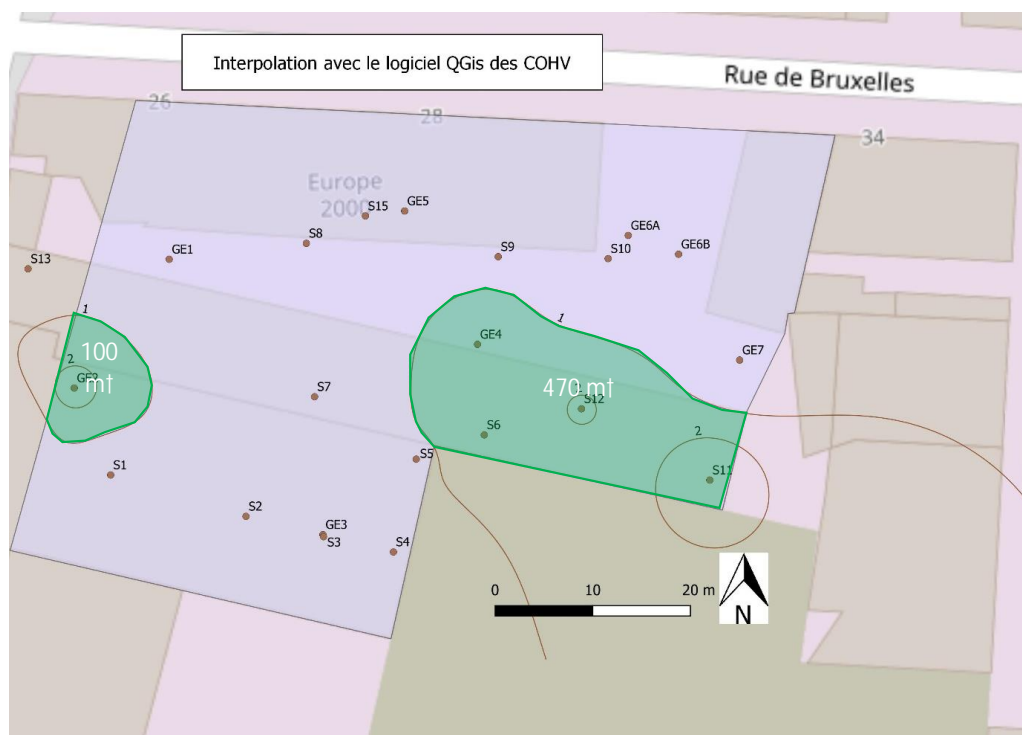 Interpolation avec le logiciel QGis des COHV
Rue de Bruxelles
26
28
34
Europe
2000
S15
GE5
GE6A
S8
GE6B
S9
S10
GE1
S13
1
1
GE4
100
m†
2
GE2
GE7
S7
470 m†
S12
S6
2
S5
S1
S11
S2
GE3
S3
S4
0
10
20 m
N